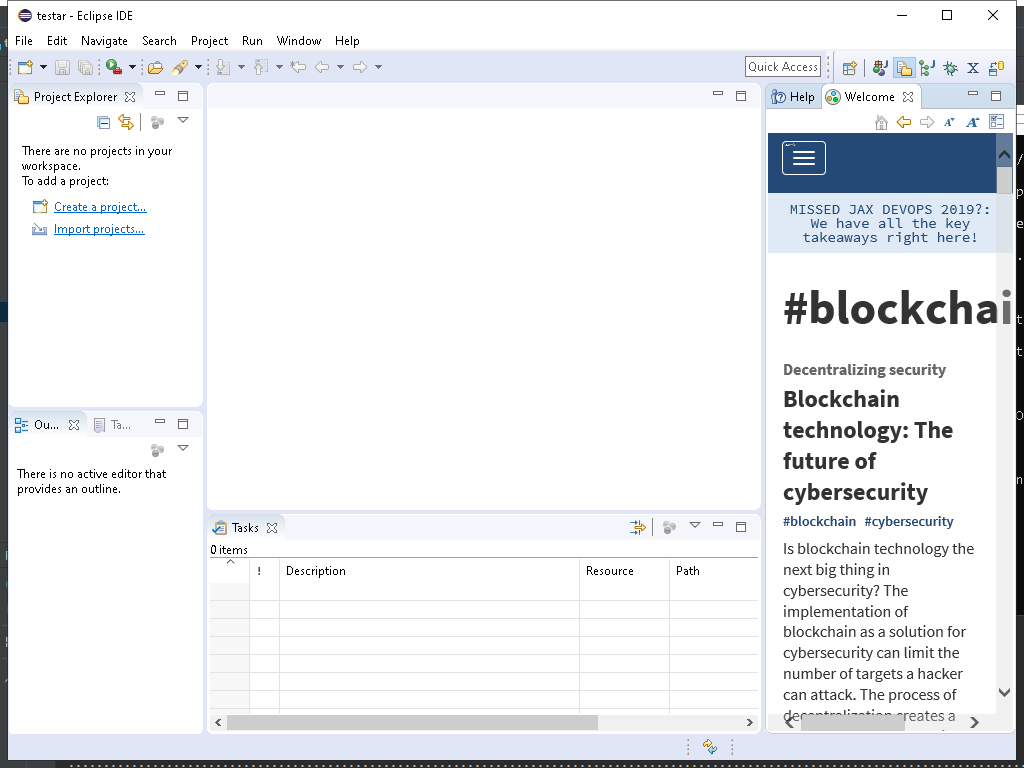 testar - Eclipse IDE
File Edit Navigate Search Project Run Window Help
Quick Access
Project Explorer
There are no projects in your
workspace.
To add a project:
Create a project...
Import projects...
Ou... Ta...
There is no active editor that
provides an outline.
Tasks
0 items
! Description Resource Path
Help Welcome
MISSED JAX DEVOPS 2019?:
We have all the key
takeaways right here!
#blockchai
Decentralizing security
Blockchain
technology: The
future of
cybersecurity
#blockchain #cybersecurity
Is blockchain technology the
next big thing in
cybersecurity? The
implementation of
blockchain as a solution for
cybersecurity can limit the
number of targets a hacker
can attack. The process of
decentralization creates a